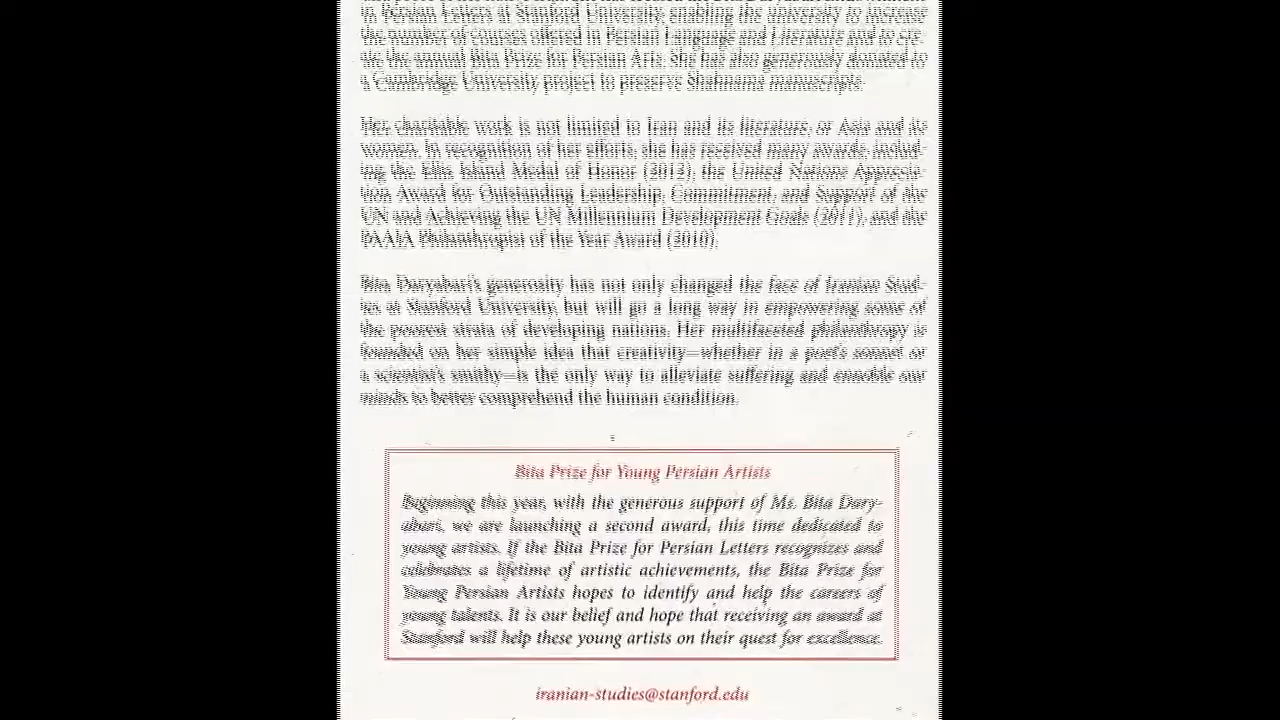 in Persian Letters at Stanford University, enabling the university to increase
the number of courses offered in Persian Language and Literature and to cre-
ate the annual Bita Prize for Persian Arts. She has also generously donated to
a Cambridge University project to preserve Shahnama manuscripts.
Her charitable work is not limited to Iran and its literature, or Asia and its
women. In recognition of her efforts, she has received many awards, includ-
ing the Ellis Island Medal of Honor (2012), the United Nations Apprecia-
tion Award for Outstanding Leadership, Commitment, and Support of the
UN and Achieving the UN Millennium Development Goals (2011), and the
PAAIA Philanthropist of the Year Award (2010).
Bita Daryabari's generosity has not only changed the face of Iranian Stud-
ies at Stanford University, but will go a long way in empowering some of
the poorest strata of developing nations. Her multifaceted philanthropy is
founded on her simple idea that creativity—whether in a poet's sonnet or
a scientist's smithy—is the only way to alleviate suffering and ennoble our
minds to better comprehend the human condition.
Bita Prize for Young Persian Artists
Beginning this year, with the generous support of Ms. Bita Dary-
abari, we are launching a second award, this time dedicated to
young artists. If the Bita Prize for Persian Letters recognizes and
celebrates a lifetime of artistic achievements, the Bita Prize for
Young Persian Artists hopes to identify and help the careers of
young talents. It is our belief and hope that receiving an award at
Stanford will help these young artists on their quest for excellence.
iranian-studies@stanford.edu